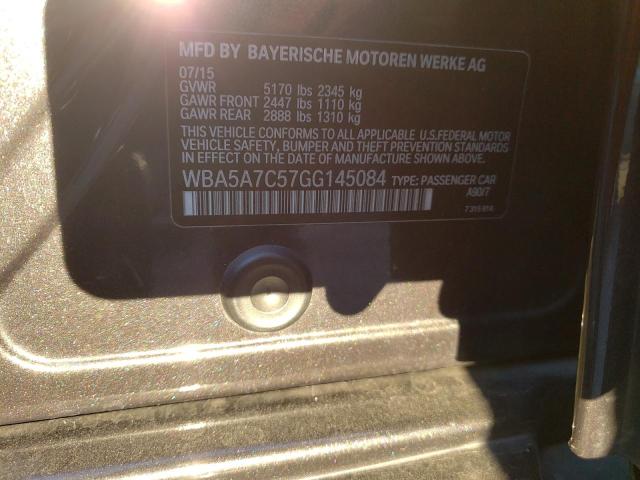 MFD BY BAYERISCHE MOTOREN WERKE AG
07/15
GVWR 5170 lbs 2345 kg
GAWR FRONT 2447 lbs 1110 kg
GAWR REAR 2888 lbs 1310 kg
THIS VEHICLE CONFORMS TO ALL APPLICABLE U.S.FEDERAL MOTOR
VEHICLE SAFETY, BUMPER AND THEFT PREVENTION STANDARDS
IN EFFECT ON THE DATE OF MANUFACTURE SHOWN ABOVE.
WBA5A7C57GG145084 TYPE: PASSENGER CAR
A90/7